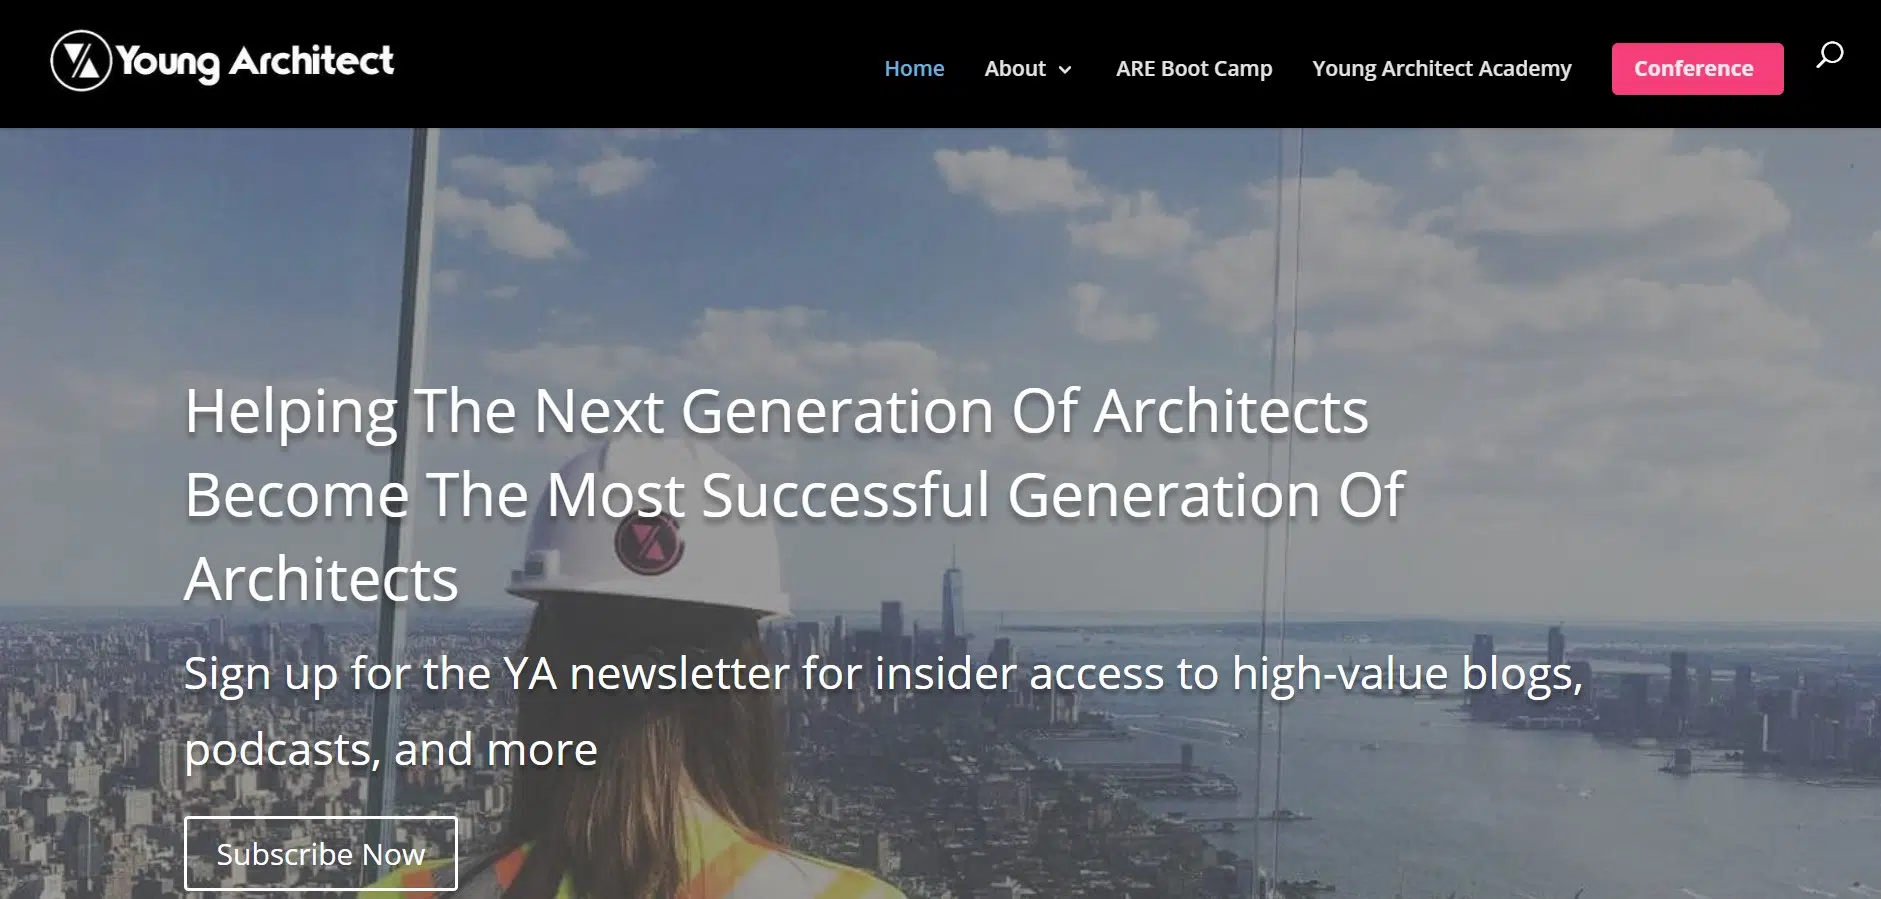 Young Architect
Home
About
ARE Boot Camp
Young Architect Academy
Conference
Helping The Next Generation Of Architects
Become The Most Successful Generation Of
Architects
Sign up for the YA newsletter for insider access to high-value blogs,
podcasts, and more
Subscribe Now